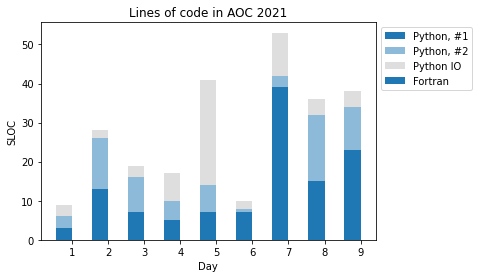 Lines of code in AOC 2021
Python, #1
Python, #2
Python IO
Fortran
SLOC
50
40
30
20
10
0
1 2 3 4 5 6 7 8 9
Day